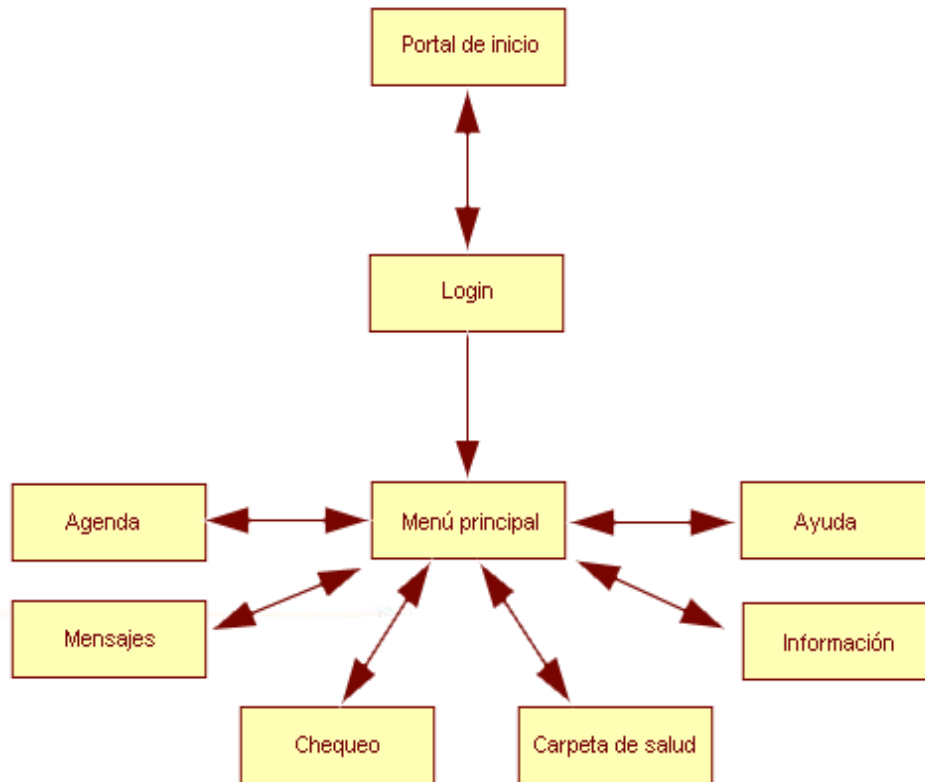 Portal de inicio
Login
Agenda
Menú principal
Ayuda
Mensajes
Información
Chequeo
Carpeta de salud